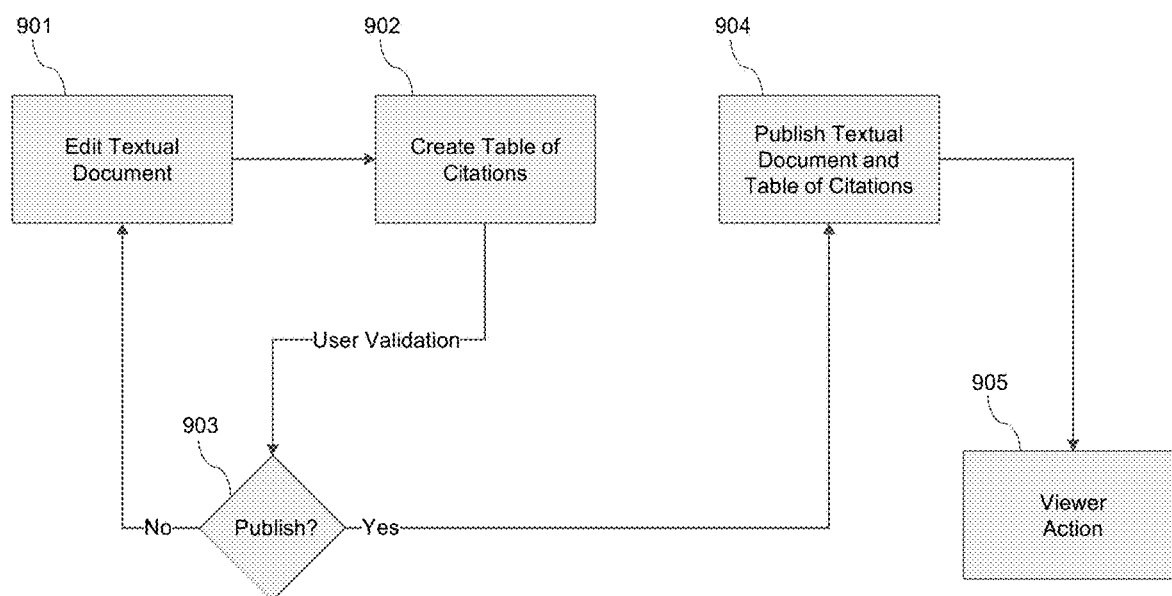 901
902
904
Edit Textual
Document
Create Table of
Citations
Publish Textual
Document and
Table of Citations
User Validation
903
905
No
Publish?
Yes
Viewer
Action